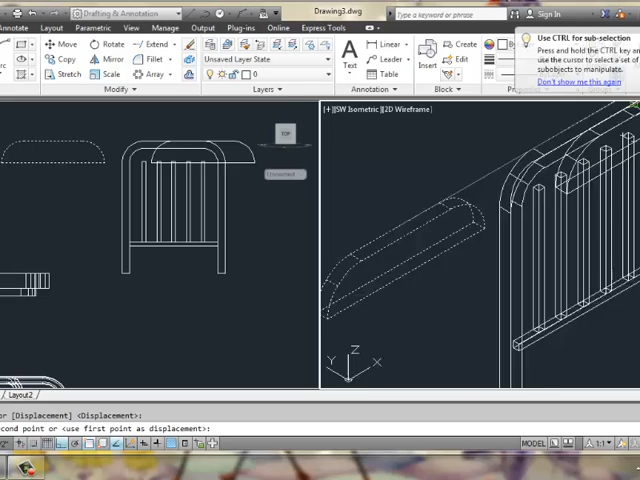 Drafting & Annotation
Drawing3.dwg
Type a keyword or phrase
Sign In
Annotate
Layout
Parametric
View
Manage
Output
Plug-ins
Online
Express Tools
Move
Rotate
Extend
Copy
Mirror
Fillet
Stretch
Scale
Array
Modify
Unsaved Layer State
0
Layers
Text
Linear
Leader
Table
Annotation
Insert
Create
Edit
Block
Use CTRL for sub-selection
Press and hold the CTRL key an
use the cursor to select a set of
subobjects to manipulate.
Don't show me this again
TOP
Unnamed
[+][SW Isometric][2D Wireframe]
Z
Y
X
Layout2
or [Displacement] <Displacement>:
cond point or <use first point as displacement>:
MODEL
1:1